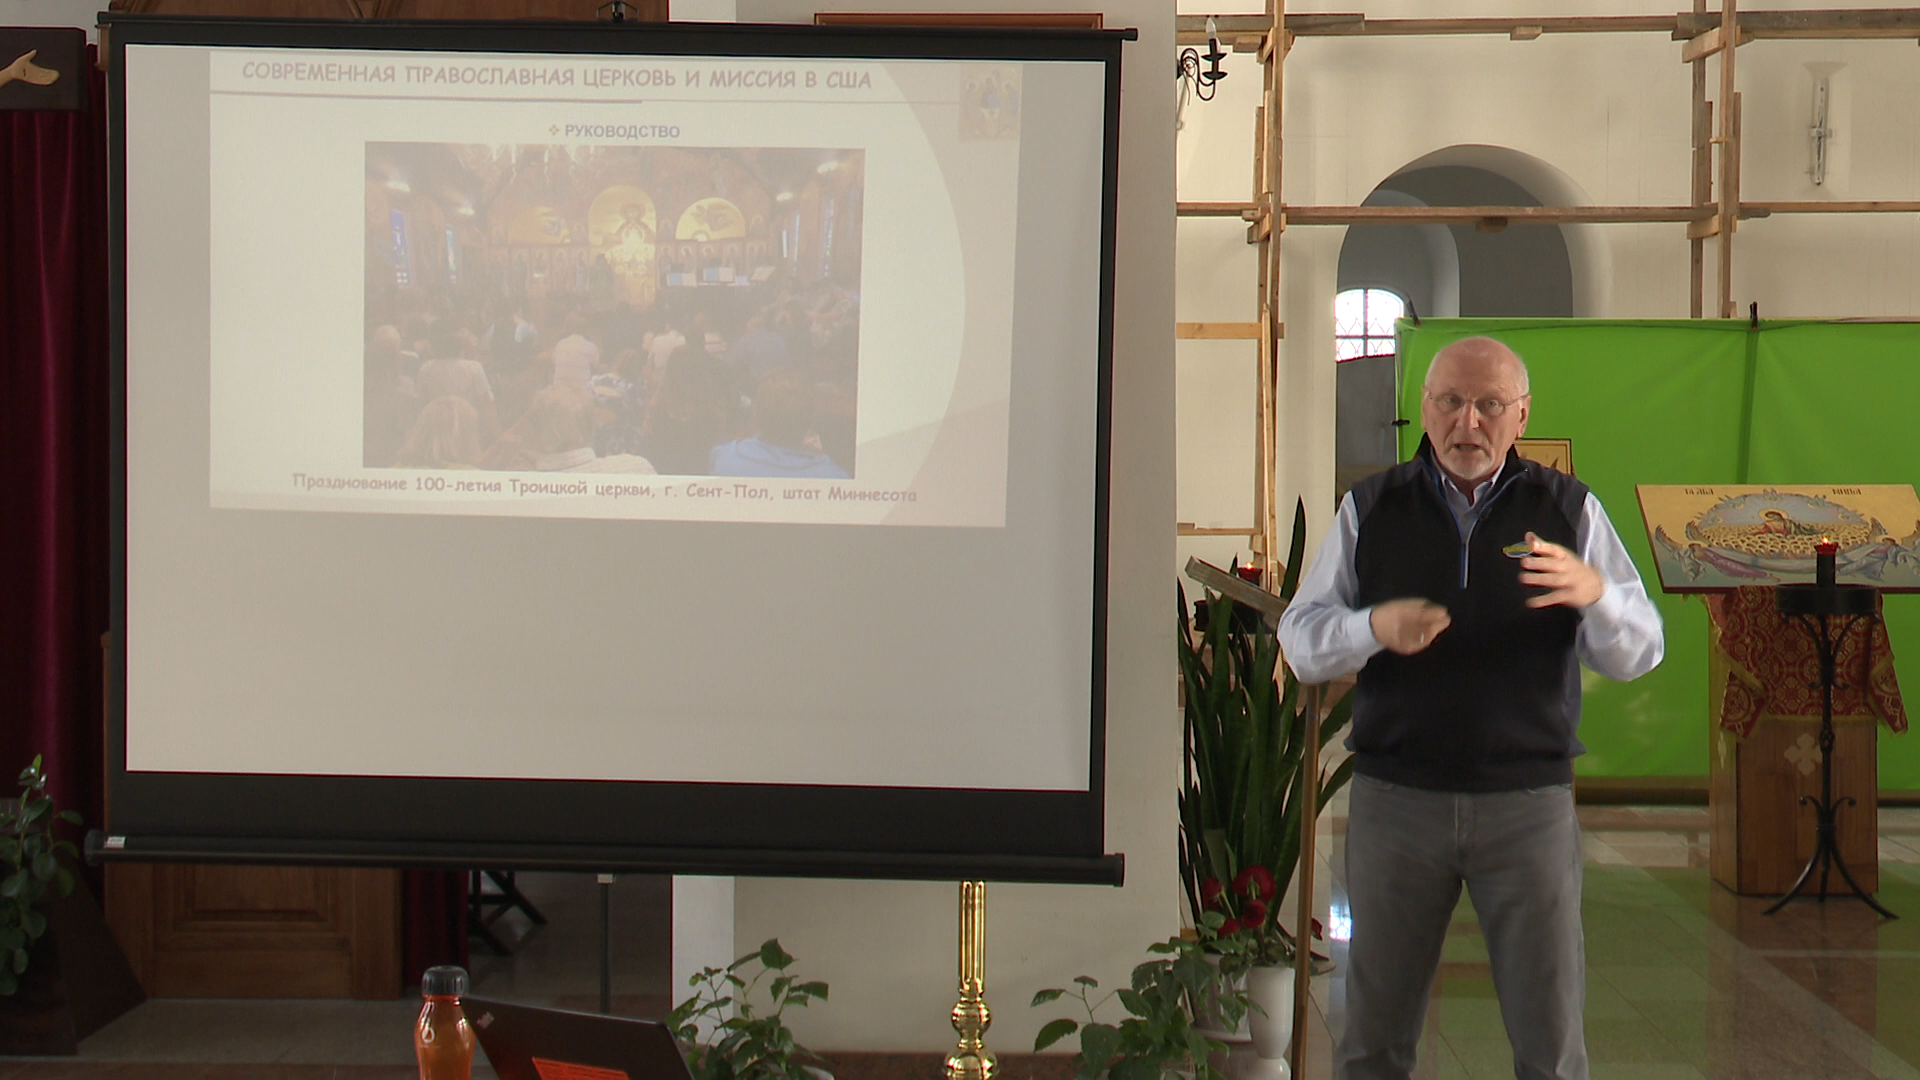 СОВРЕМЕННАЯ ПРАВОСЛАВНАЯ ЦЕРКОВЬ И МИССИЯ В США
РУКОВОДСТВО
Празднование 100-летия Троицкой церкви, г. Сент-Пол, штат Миннесота